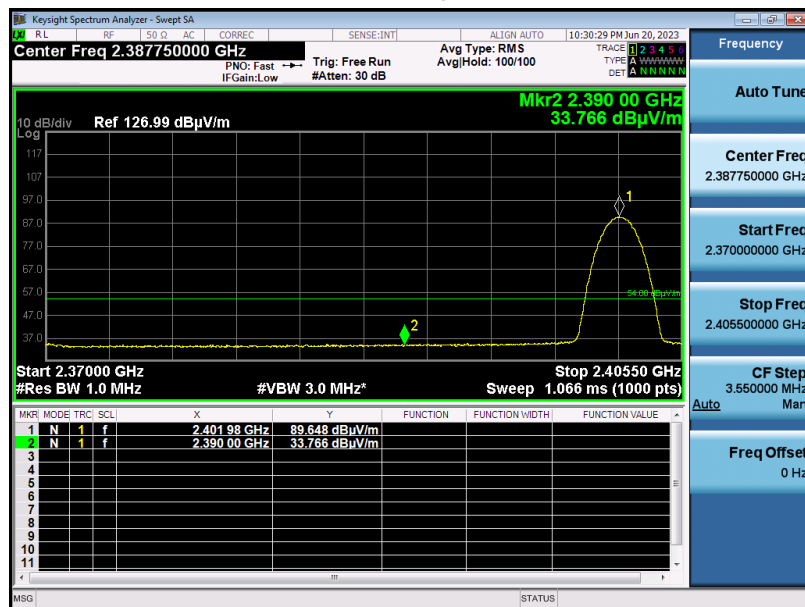 Keysight Spectrum Analyzer - Swept SA
LXI RL RF 50 Ω AC CORREC SENSE:INT ALIGN AUTO 10:30:29 PM Jun 20, 2023
Center Freq 2.387750000 GHz
PNO: Fast
IFGain:Low
Trig: Free Run
#Atten: 30 dB
Avg Type: RMS
Avg|Hold: 100/100
TRACE 1 2 3 4 5 6
TYPE A WWWWW
DET A N N N N N
Mkr2 2.390 00 GHz
33.766 dBµV/m
10 dB/div Ref 126.99 dBµV/m
Log
117
107
97.0
87.0
77.0
67.0
57.0
47.0
37.0
1
54.00 dBµV/m
2
Start 2.37000 GHz Stop 2.40550 GHz
#Res BW 1.0 MHz #VBW 3.0 MHz* Sweep 1.066 ms (1000 pts)
MKR MODE TRC SCL X Y FUNCTION FUNCTION WIDTH FUNCTION VALUE
1 N 1 f 2.401 98 GHz 89.648 dBµV/m
2 N 1 f 2.390 00 GHz 33.766 dBµV/m
3
4
5
6
7
8
9
10
11
MSG STATUS
Frequency
Auto Tune
Center Freq
2.387750000 GHz
Start Freq
2.370000000 GHz
Stop Freq
2.405500000 GHz
CF Step
3.550000 MHz
Auto Man
Freq Offset
0 Hz